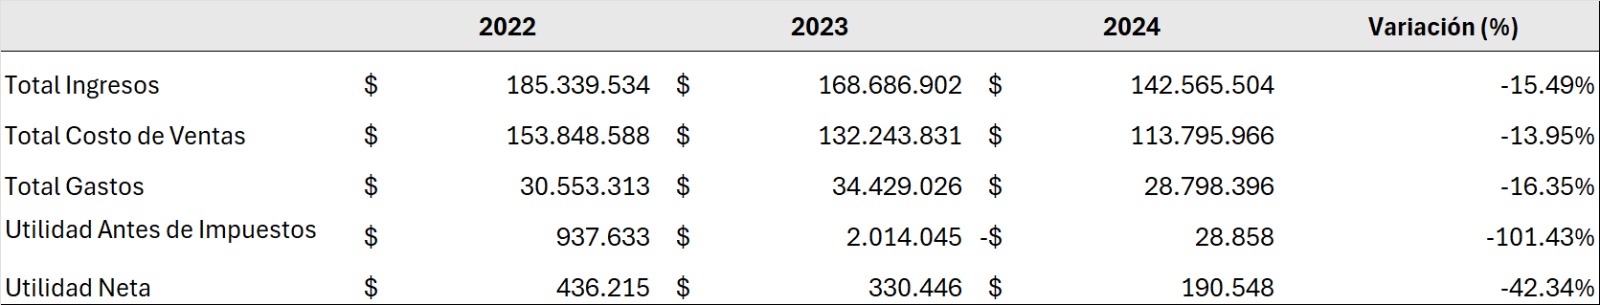 2022 2023 2024 Variación (%)
Total Ingresos $ 185.339.534 $ 168.686.902 $ 142.565.504 -15.49%
Total Costo de Ventas $ 153.848.588 $ 132.243.831 $ 113.795.966 -13.95%
Total Gastos $ 30.553.313 $ 34.429.026 $ 28.798.396 -16.35%
Utilidad Antes de Impuestos $ 937.633 $ 2.014.045 -$ 28.858 -101.43%
Utilidad Neta $ 436.215 $ 330.446 $ 190.548 -42.34%